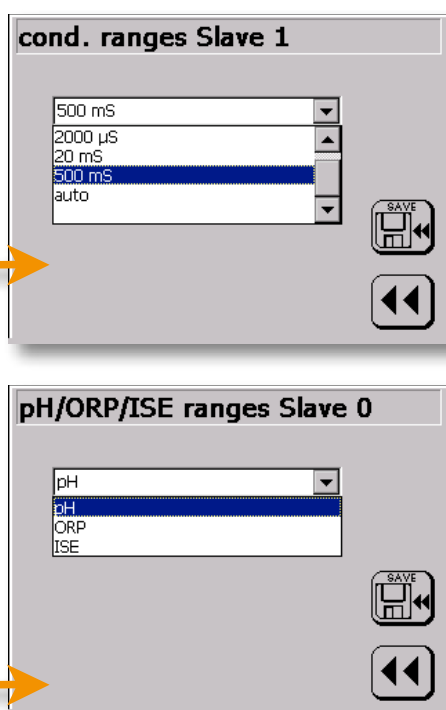 cond. ranges Slave 1
500 mS
2000 µS
20 mS
500 mS
auto
SAVE
pH/ORP/ISE ranges Slave 0
pH
pH
ORP
ISE
SAVE